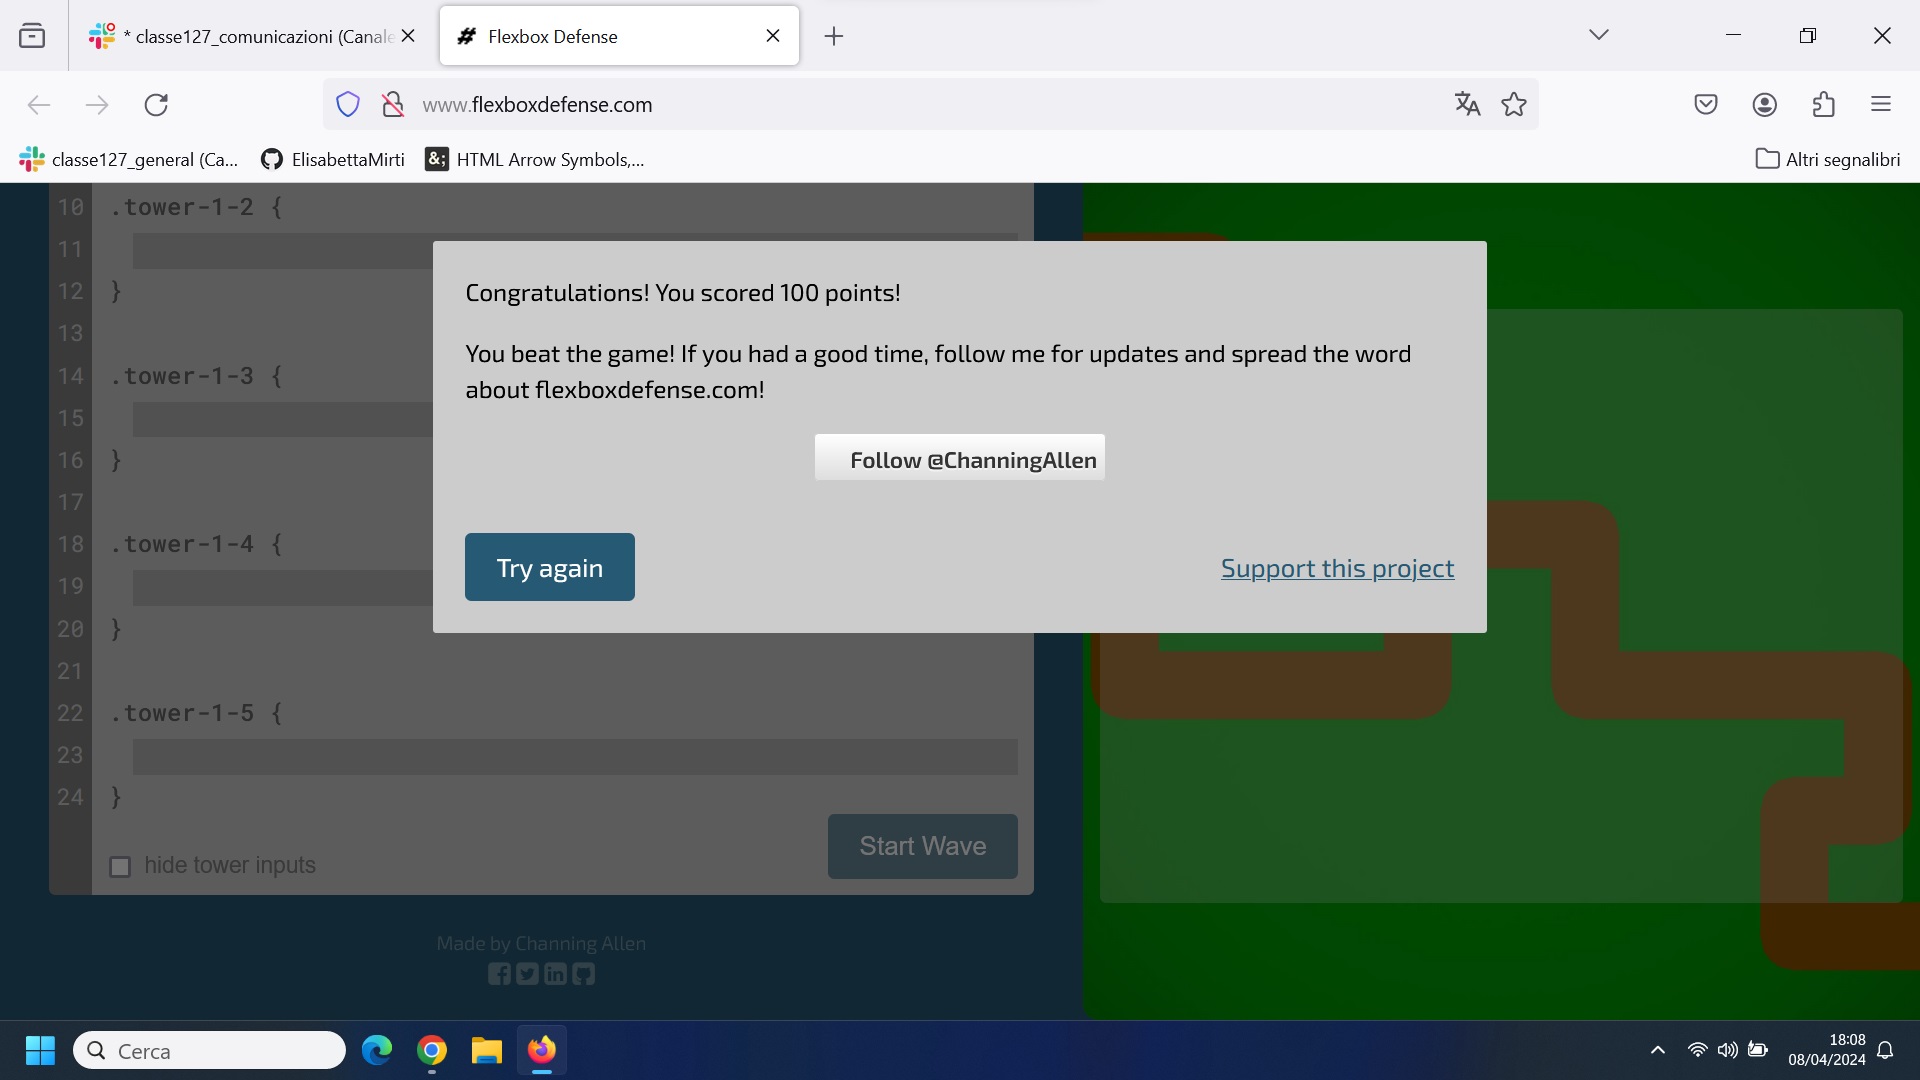 * classe127_comunicazioni (Canale
Flexbox Defense
www.flexboxdefense.com
classe127_general (Ca...
ElisabettaMirti
&;
HTML Arrow Symbols,...
Altri segnalibri
10 .tower-1-2 {
11
12 }
13
14 .tower-1-3 {
15
16 }
17
18 .tower-1-4 {
19
20 }
21
22 .tower-1-5 {
23
24 }
hide tower inputs
Start Wave
Congratulations! You scored 100 points!
You beat the game! If you had a good time, follow me for updates and spread the word
about flexboxdefense.com!
Follow @ChanningAllen
Try again
Support this project
Made by Channing Allen
Cerca
18:08
08/04/2024